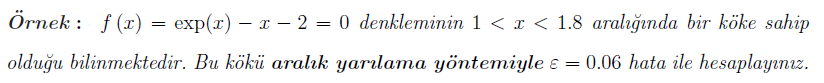 Örnek : f (x) = exp(x) − x − 2 = 0 denkleminin 1 < x < 1.8 aralığında bir köke sahip
olduğu bilinmektedir. Bu kökü aralık yarılama yöntemiyle ε = 0.06 hata ile hesaplayınız.